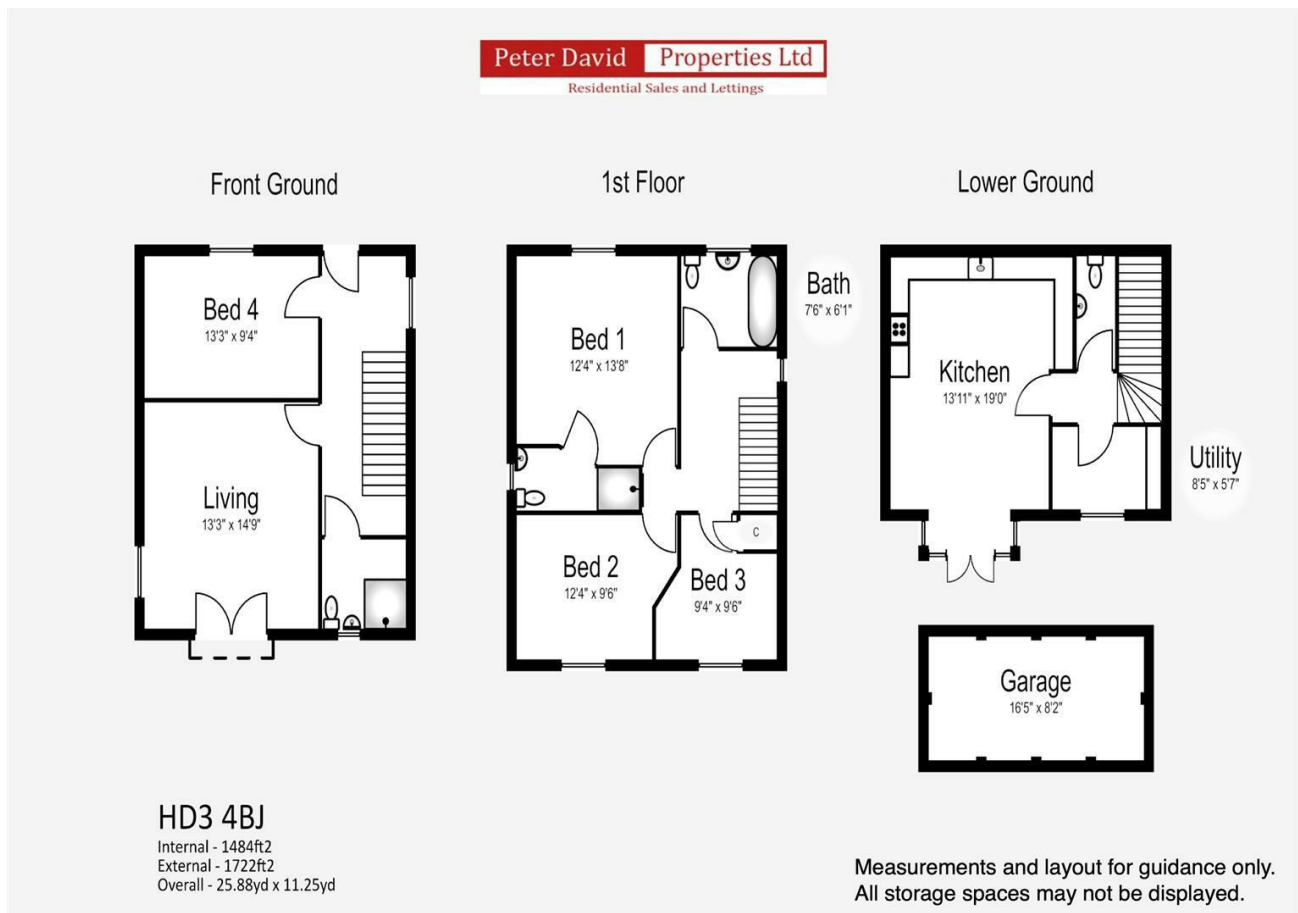 Peter David Properties Ltd
Residential Sales and Lettings
Front Ground
1st Floor
Lower Ground
Bed 4
13'3" x 9'4"
Living
13'3" x 14'9"
Bed 1
12'4" x 13'8"
Bath
7'6" x 6'1"
Bed 2
12'4" x 9'6"
Bed 3
9'4" x 9'6"
C
Kitchen
13'11" x 19'0"
Utility
8'5" x 5'7"
Garage
16'5" x 8'2"
HD3 4BJ
Internal - 1484ft2
External - 1722ft2
Overall - 25.88yd x 11.25yd
Measurements and layout for guidance only.
All storage spaces may not be displayed.